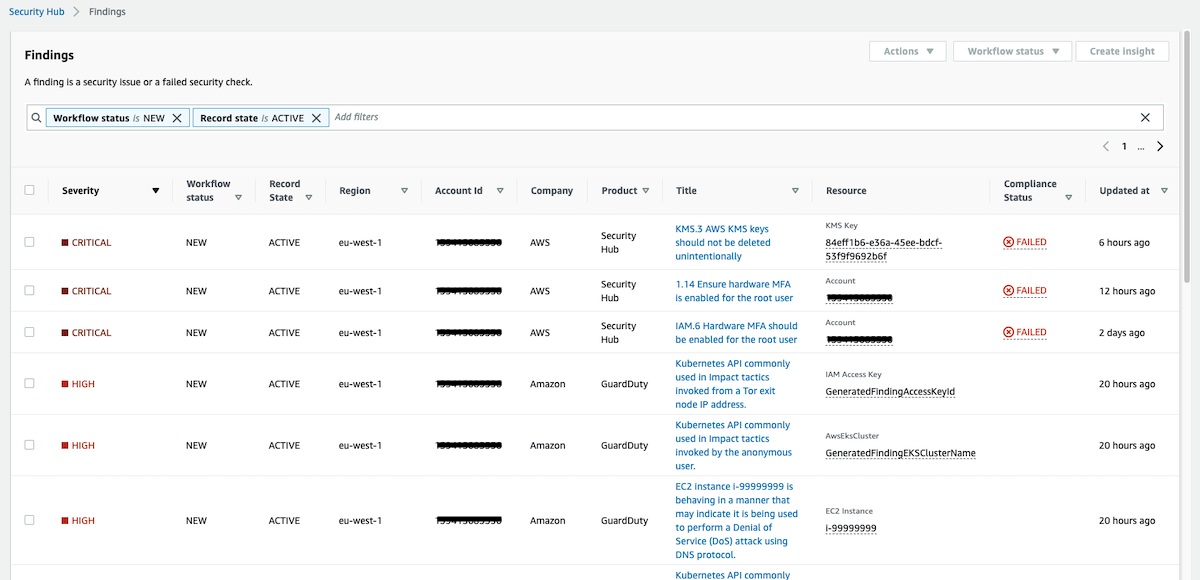 Security Hub > Findings
Findings
Actions
Workflow status
Create insight
A finding is a security issue or a failed security check.
Workflow status is NEW
Record state is ACTIVE
Add filters
1 ...
Severity
Workflow
status
Record
State
Region
Account Id
Company
Product
Title
Resource
Compliance
Status
Updated at
CRITICAL
NEW
ACTIVE
eu-west-1
AWS
Security
Hub
KMS.3 AWS KMS keys
should not be deleted
unintentionally
KMS Key
84eff1b6-e36a-45ee-bdcf-
53f9f9692b6f
FAILED
6 hours ago
CRITICAL
NEW
ACTIVE
eu-west-1
AWS
Security
Hub
1.14 Ensure hardware MFA
is enabled for the root user
Account
FAILED
12 hours ago
CRITICAL
NEW
ACTIVE
eu-west-1
AWS
Security
Hub
IAM.6 Hardware MFA should
be enabled for the root user
Account
FAILED
2 days ago
HIGH
NEW
ACTIVE
eu-west-1
Amazon
GuardDuty
Kubernetes API commonly
used in Impact tactics
invoked from a Tor exit
node IP address.
IAM Access Key
GeneratedFindingAccessKeyId
20 hours ago
HIGH
NEW
ACTIVE
eu-west-1
Amazon
GuardDuty
Kubernetes API commonly
used in Impact tactics
invoked by the anonymous
user.
AwsEksCluster
GeneratedFindingEKSClusterName
20 hours ago
HIGH
NEW
ACTIVE
eu-west-1
Amazon
GuardDuty
EC2 instance i-99999999 is
behaving in a manner that
may indicate it is being used
to perform a Denial of
Service (DoS) attack using
DNS protocol.
EC2 Instance
i-99999999
20 hours ago
Kubernetes API commonly